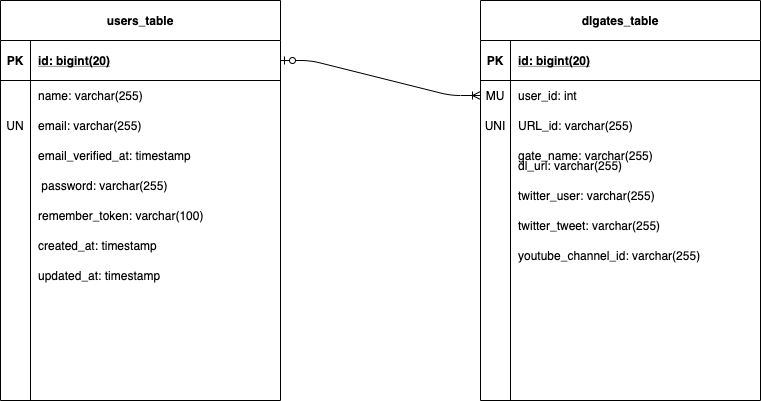 users_table
PK id: bigint(20)
name: varchar(255)
UN email: varchar(255)
email_verified_at: timestamp
password: varchar(255)
remember_token: varchar(100)
created_at: timestamp
updated_at: timestamp
dlgates_table
PK id: bigint(20)
MU user_id: int
UNI URL_id: varchar(255)
gate_name: varchar(255)
dl_url: varchar(255)
twitter_user: varchar(255)
twitter_tweet: varchar(255)
youtube_channel_id: varchar(255)